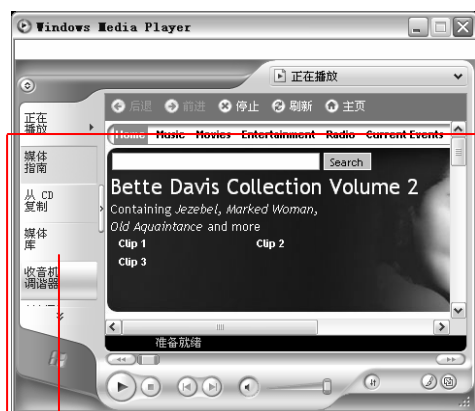 Windows Media Player
正在播放
后退 前进 停止 刷新 主页
正在
播放
Home Music Movies Entertainment Radio Current Events
媒体
指南
Search
Bette Davis Collection Volume 2
从 CD
复制
Containing Jezebel, Marked Woman,
Old Aquaintance and more
媒体
库
Clip 1 Clip 2
Clip 3
收音机
调谐器
准备就绪